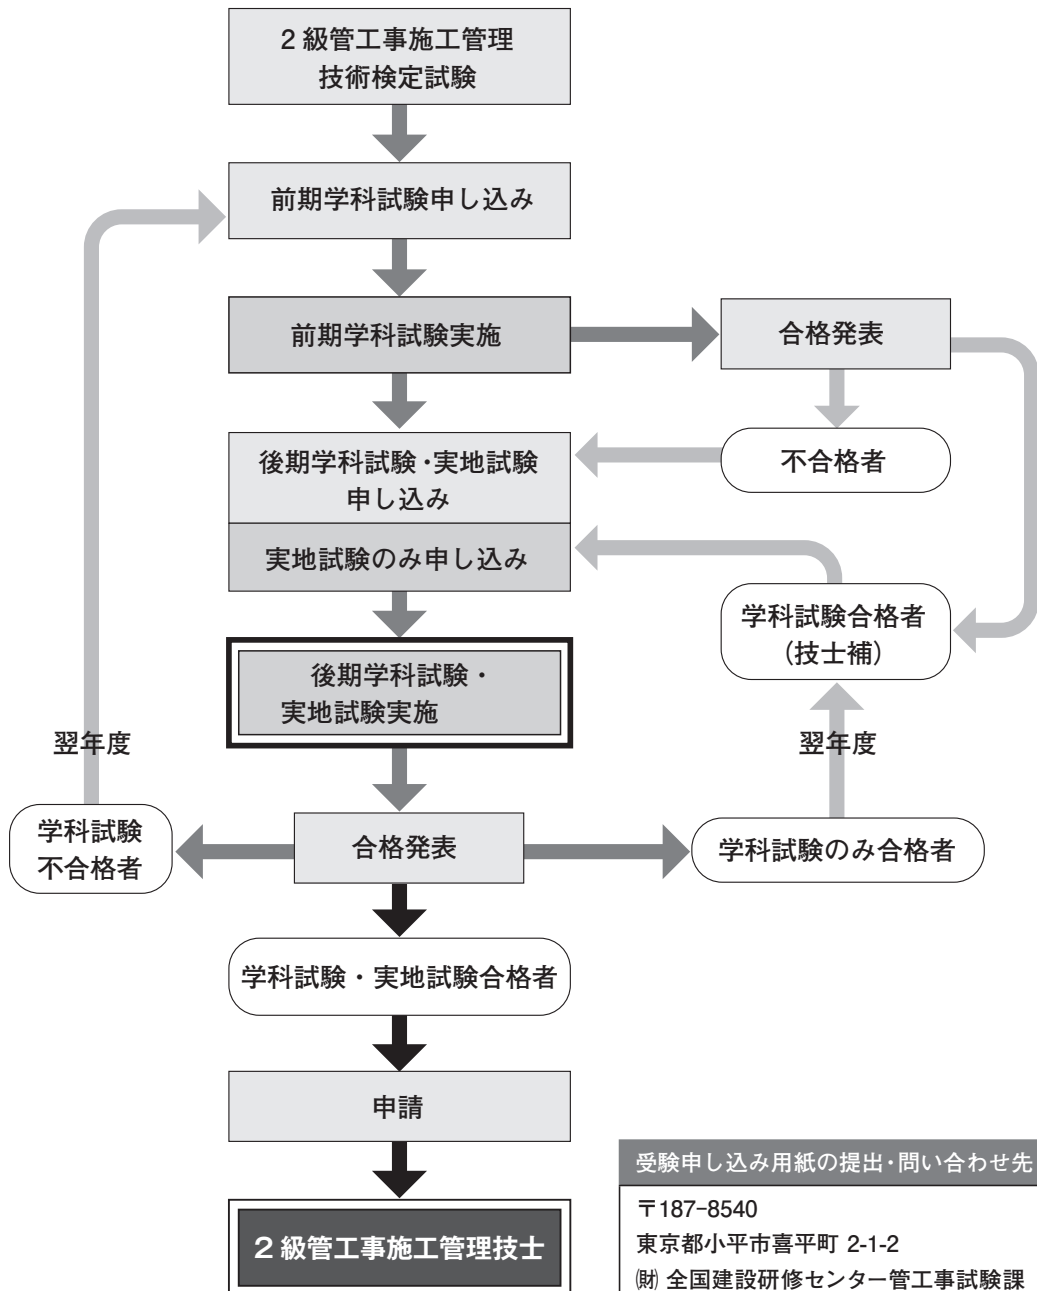 2級管工事施工管理
技術検定試験
前期学科試験申し込み
前期学科試験実施
合格発表
不合格者
後期学科試験・実地試験
申し込み
実地試験のみ申し込み
学科試験合格者
(技士補)
後期学科試験・
実地試験実施
翌年度
翌年度
学科試験
不合格者
合格発表
学科試験のみ合格者
学科試験・実地試験合格者
申請
2級管工事施工管理技士
受験申し込み用紙の提出・問い合わせ先
〒187-8540
東京都小平市喜平町 2-1-2
㈶ 全国建設研修センター管工事試験課